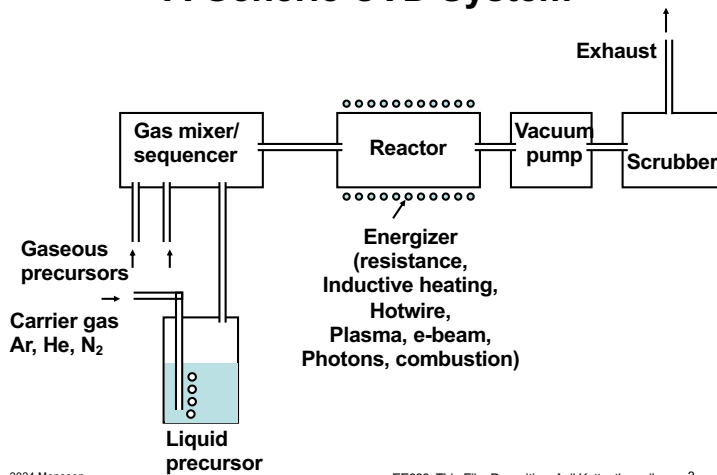 Exhaust
Gas mixer/
sequencer
Reactor
Vacuum
pump
Scrubber
Gaseous
precursors
Energizer
(resistance,
Inductive heating,
Hotwire,
Plasma, e-beam,
Photons, combustion)
Carrier gas
Ar, He, N₂
Liquid
precursor